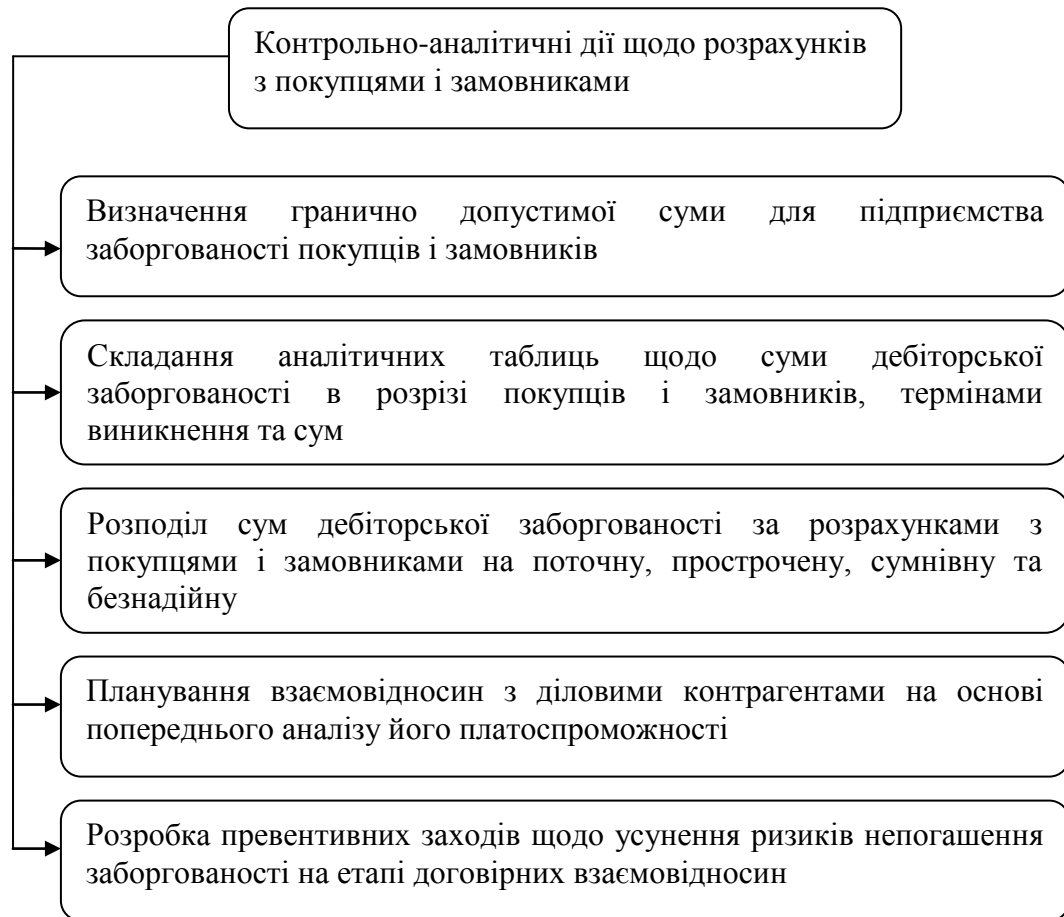 Контрольно-аналітичні дії щодо розрахунків
з покупцями і замовниками
Визначення гранично допустимої суми для підприємства
заборгованості покупців і замовників
Складання аналітичних таблиць щодо суми дебіторської
заборгованості в розрізі покупців і замовників, термінами
виникнення та сум
Розподіл сум дебіторської заборгованості за розрахунками з
покупцями і замовниками на поточну, прострочену, сумнівну та
безнадійну
Планування взаємовідносин з діловими контрагентами на основі
попереднього аналізу його платоспроможності
Розробка превентивних заходів щодо усунення ризиків непогашення
заборгованості на етапі договірних взаємовідносин